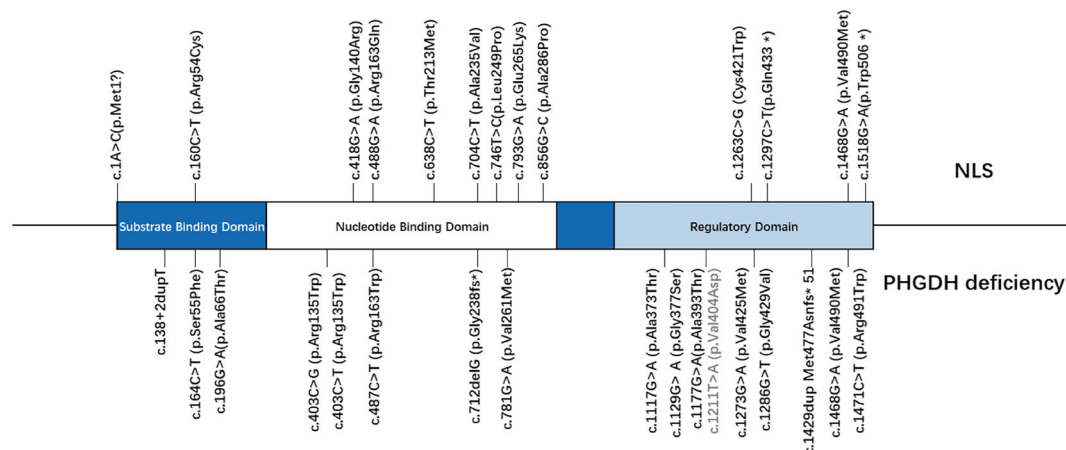 c.1A>C(p.Met1?)
c.160C>T (p.Arg54Cys)
c.418G>A (p.Gly140Arg)
c.488G>A (p.Arg163Gln)
c.638C>T (p.Thr213Met)
c.704C>T (p.Ala235Val)
c.746T>C(p.Leu249Pro)
c.793G>A (p.Glu265Lys)
c.856G>C (p.Ala286Pro)
c.1263C>G (Cys421Trp)
c.1297C>T(p.Gln433 *)
c.1468G>A (p.Val490Met)
c.1518G>A(p.Trp506 *)
NLS
Substrate Binding Domain
Nucleotide Binding Domain
Regulatory Domain
PHGDH deficiency
c.138+2dupT
c.164C>T (p.Ser55Phe)
c.196G>A(p.Ala66Thr)
c.403C>G (p.Arg135Trp)
c.403C>T (p.Arg135Trp)
c.487C>T (p.Arg163Trp)
c.712delG (p.Gly238fs*)
c.781G>A (p.Val261Met)
c.1117G>A (p.Ala373Thr)
c.1129G> A (p.Gly377Ser)
c.1177G>A(p.Ala393Thr)
c.1211T>A (p.Val404Asp)
c.1273G>A (p.Val425Met)
c.1286G>T (p.Gly429Val)
c.1429dup Met477Asnfs* 51
c.1468G>A (p.Val490Met)
c.1471C>T (p.Arg491Trp)